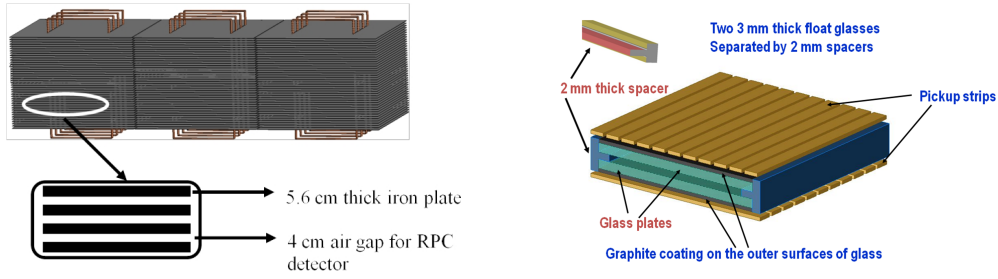 5.6 cm thick iron plate
4 cm air gap for RPC
detector
Two 3 mm thick float glasses
Separated by 2 mm spacers
2 mm thick spacer
Pickup strips
Glass plates
Graphite coating on the outer surfaces of glass